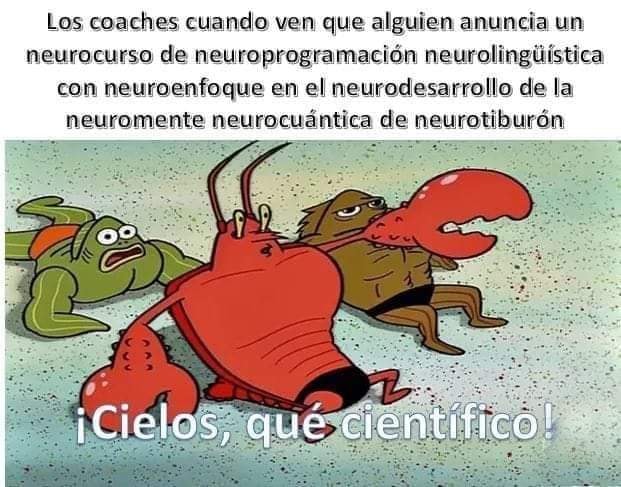 Los coaches cuando ven que alguien anuncia un
neurocurso de neuroprogramación neurolingüística
con neuroenfoque en el neurodesarrollo de la
neuromente neurocuántica de neurotiburón
¡Cielos, qué científico!